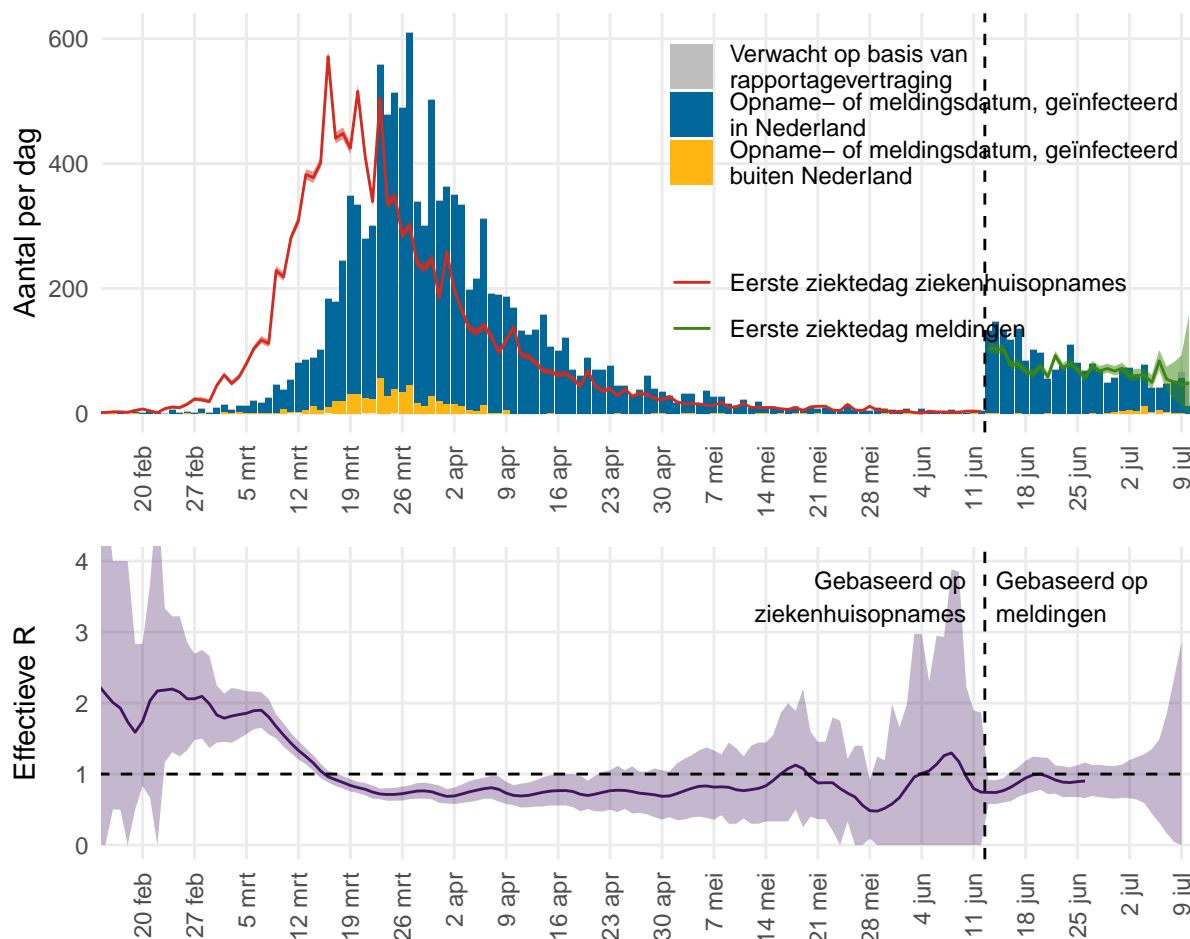 600
400
200
0
Aantal per dag
Verwacht op basis van
rapportagevertraging
Opname– of meldingsdatum, geïnfecteerd
in Nederland
Opname– of meldingsdatum, geïnfecteerd
buiten Nederland
Eerste ziektedag ziekenhuisopnames
Eerste ziektedag meldingen
20 feb
27 feb
5 mrt
12 mrt
19 mrt
26 mrt
2 apr
9 apr
16 apr
23 apr
30 apr
7 mei
14 mei
21 mei
28 mei
4 jun
11 jun
18 jun
25 jun
2 jul
9 jul
4
3
2
1
0
Effectieve R
Gebaseerd op
ziekenhuisopnames
Gebaseerd op
meldingen
20 feb
27 feb
5 mrt
12 mrt
19 mrt
26 mrt
2 apr
9 apr
16 apr
23 apr
30 apr
7 mei
14 mei
21 mei
28 mei
4 jun
11 jun
18 jun
25 jun
2 jul
9 jul